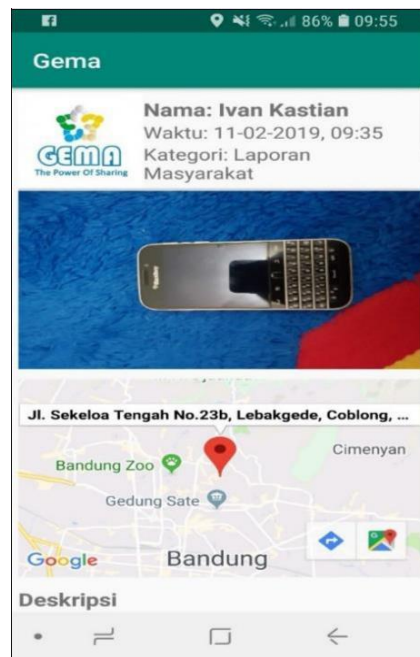 86% 09:55
Gema
GEMA
The Power Of Sharing
Nama: Ivan Kastian
Waktu: 11-02-2019, 09:35
Kategori: Laporan
Masyarakat
Jl. Sekeloa Tengah No.23b, Lebakgede, Coblong, ...
Cimenyan
Bandung Zoo
Gedung Sate
Google
Bandung
Deskripsi